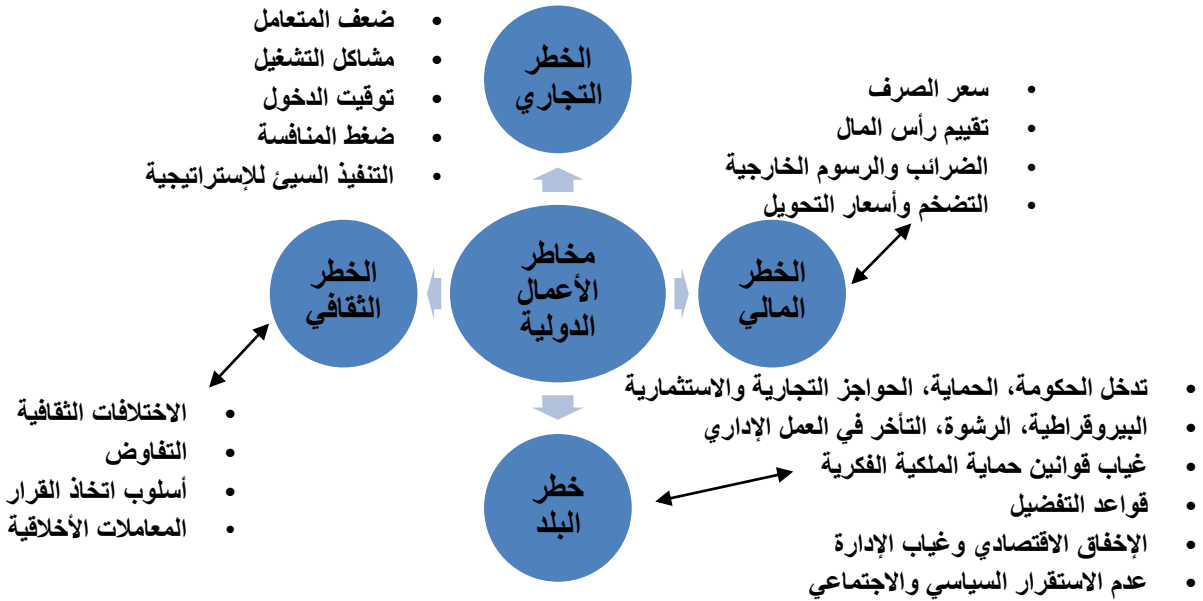 ضعف المتعامل
مشاكل التشغيل
توقيت الدخول
ضغط المنافسة
التنفيذ السيئ للإستراتيجية
الخطر
التجاري
سعر الصرف
تقييم رأس المال
الضرائب والرسوم الخارجية
التضخم وأسعار التحويل
مخاطر
الأعمال
الدولية
الخطر
المالي
الخطر
الثقافي
تدخل الحكومة، الحماية، الحواجز التجارية والاستثمارية
البيروقراطية، الرشوة، التأخر في العمل الإداري
غياب قوانين حماية الملكية الفكرية
قواعد التفضيل
الإخفاق الاقتصادي وغياب الإدارة
عدم الاستقرار السياسي والاجتماعي
خطر
البلد
الاختلافات الثقافية
التفاوض
أسلوب اتخاذ القرار
المعاملات الأخلاقية